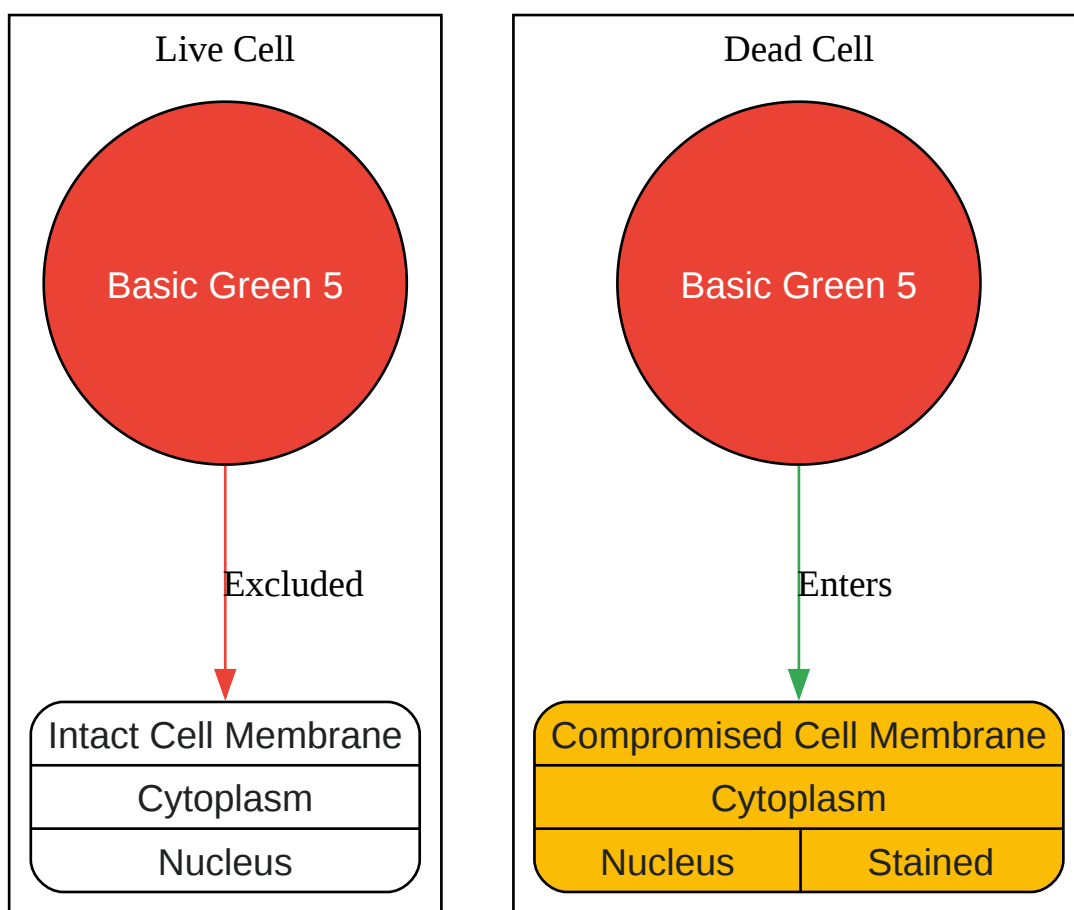 Live Cell
Basic Green 5
Excluded
Intact Cell Membrane
Cytoplasm
Nucleus
Dead Cell
Basic Green 5
Enters
Compromised Cell Membrane
Cytoplasm
Nucleus
Stained